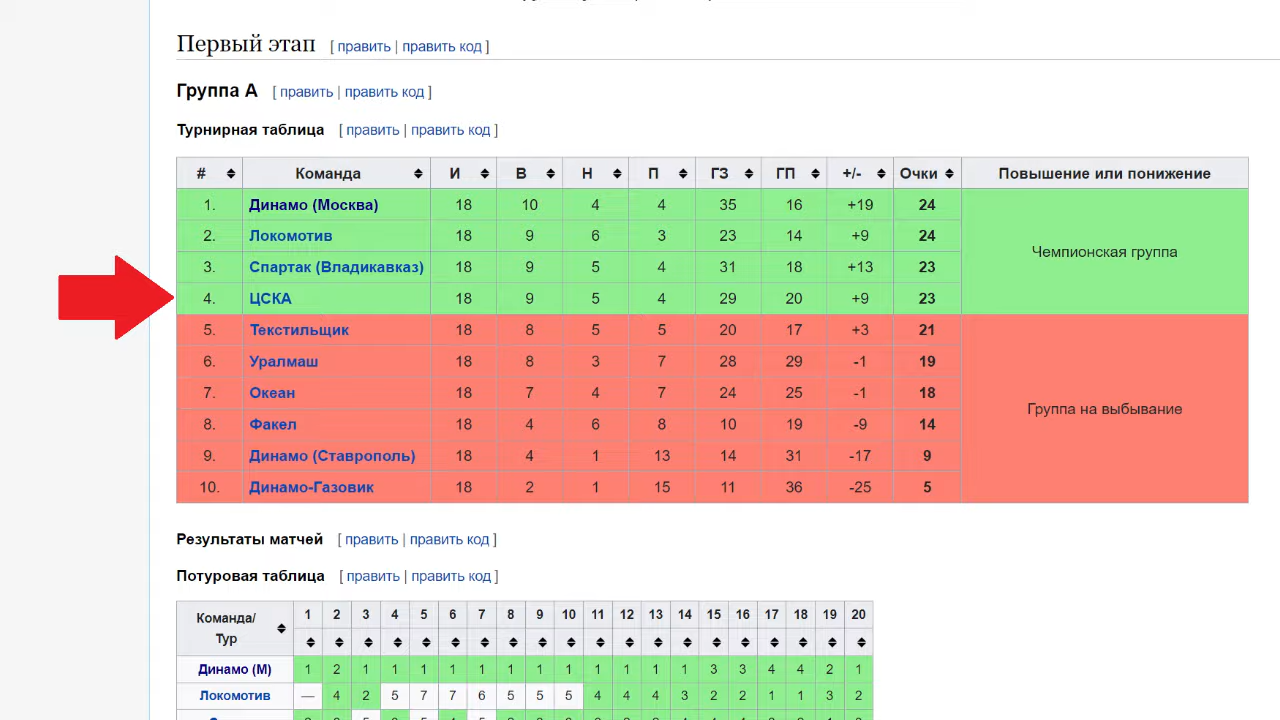 Первый этап [ править | править код ]
Группа А [ править | править код ]
Турнирная таблица [ править | править код ]
# Команда И В Н П ГЗ ГП +/- Очки Повышение или понижение
1. Динамо (Москва) 18 10 4 4 35 16 +19 24
2. Локомотив 18 9 6 3 23 14 +9 24
Чемпионская группа
3. Спартак (Владикавказ) 18 9 5 4 31 18 +13 23
4. ЦСКА 18 9 5 4 29 20 +9 23
5. Текстильщик 18 8 5 5 20 17 +3 21
6. Уралмаш 18 8 3 7 28 29 -1 19
7. Океан 18 7 4 7 24 25 -1 18
Группа на выбывание
8. Факел 18 4 6 8 10 19 -9 14
9. Динамо (Ставрополь) 18 4 1 13 14 31 -17 9
10. Динамо-Газовик 18 2 1 15 11 36 -25 5
Результаты матчей [ править | править код ]
Потуровая таблица [ править | править код ]
Команда/ 1 2 3 4 5 6 7 8 9 10 11 12 13 14 15 16 17 18 19 20
Тур
Динамо (М) 1 2 1 1 1 1 1 1 1 1 1 1 1 1 3 3 4 4 2 1
Локомотив — 4 2 5 7 7 6 5 5 5 4 4 4 3 2 2 1 1 3 2